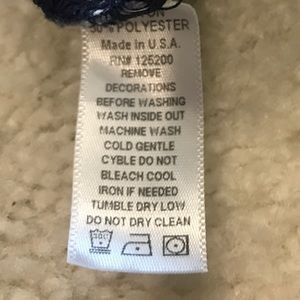 50% POLYESTER
Made in U.S.A.
RN# 125200
REMOVE
DECORATIONS
BEFORE WASHING
WASH INSIDE OUT
MACHINE WASH
COLD GENTLE
CYBLE DO NOT
BLEACH COOL
IRON IF NEEDED
TUMBLE DRY LOW
DO NOT DRY CLEAN